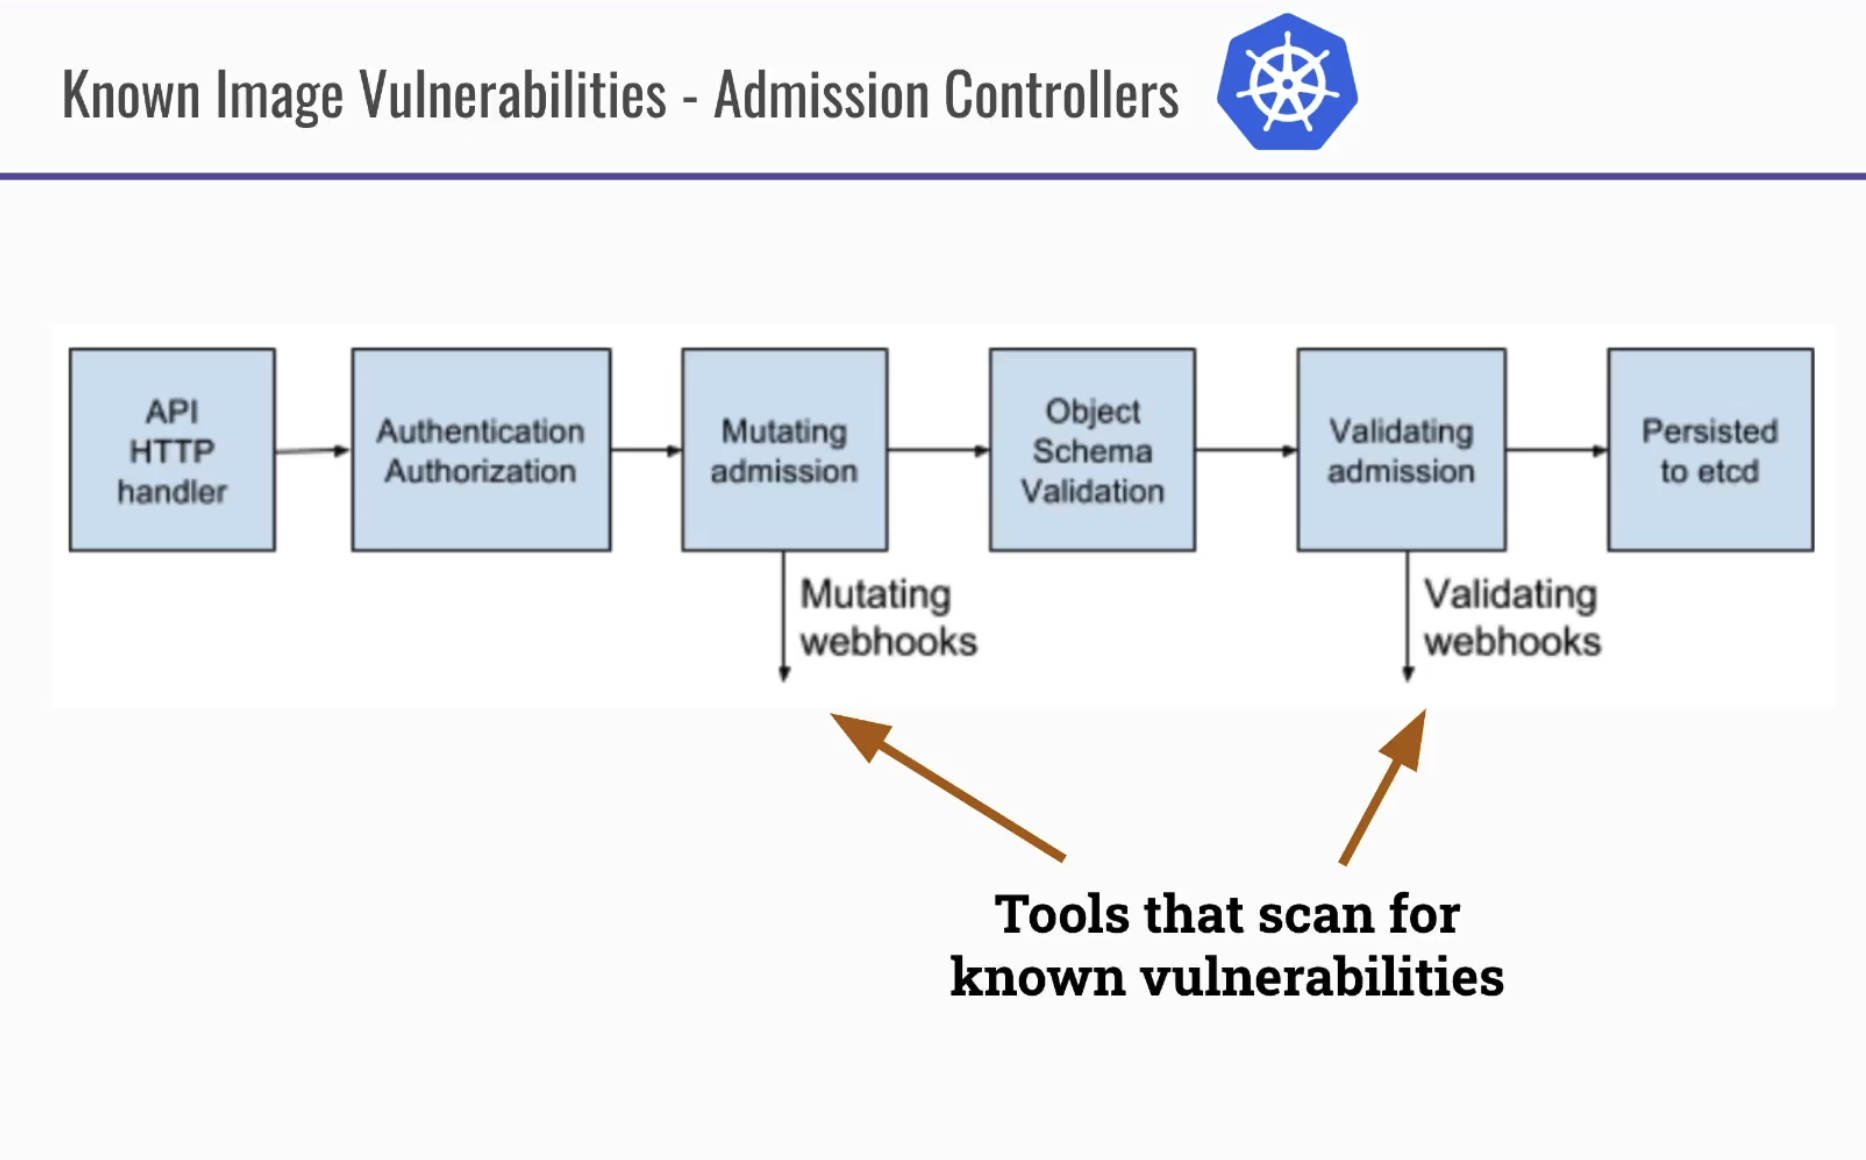 Known Image Vulnerabilities - Admission Controllers
API
HTTP
handler
Authentication
Authorization
Mutating
admission
Object
Schema
Validation
Validating
admission
Persisted
to etcd
Mutating
webhooks
Validating
webhooks
Tools that scan for
known vulnerabilities